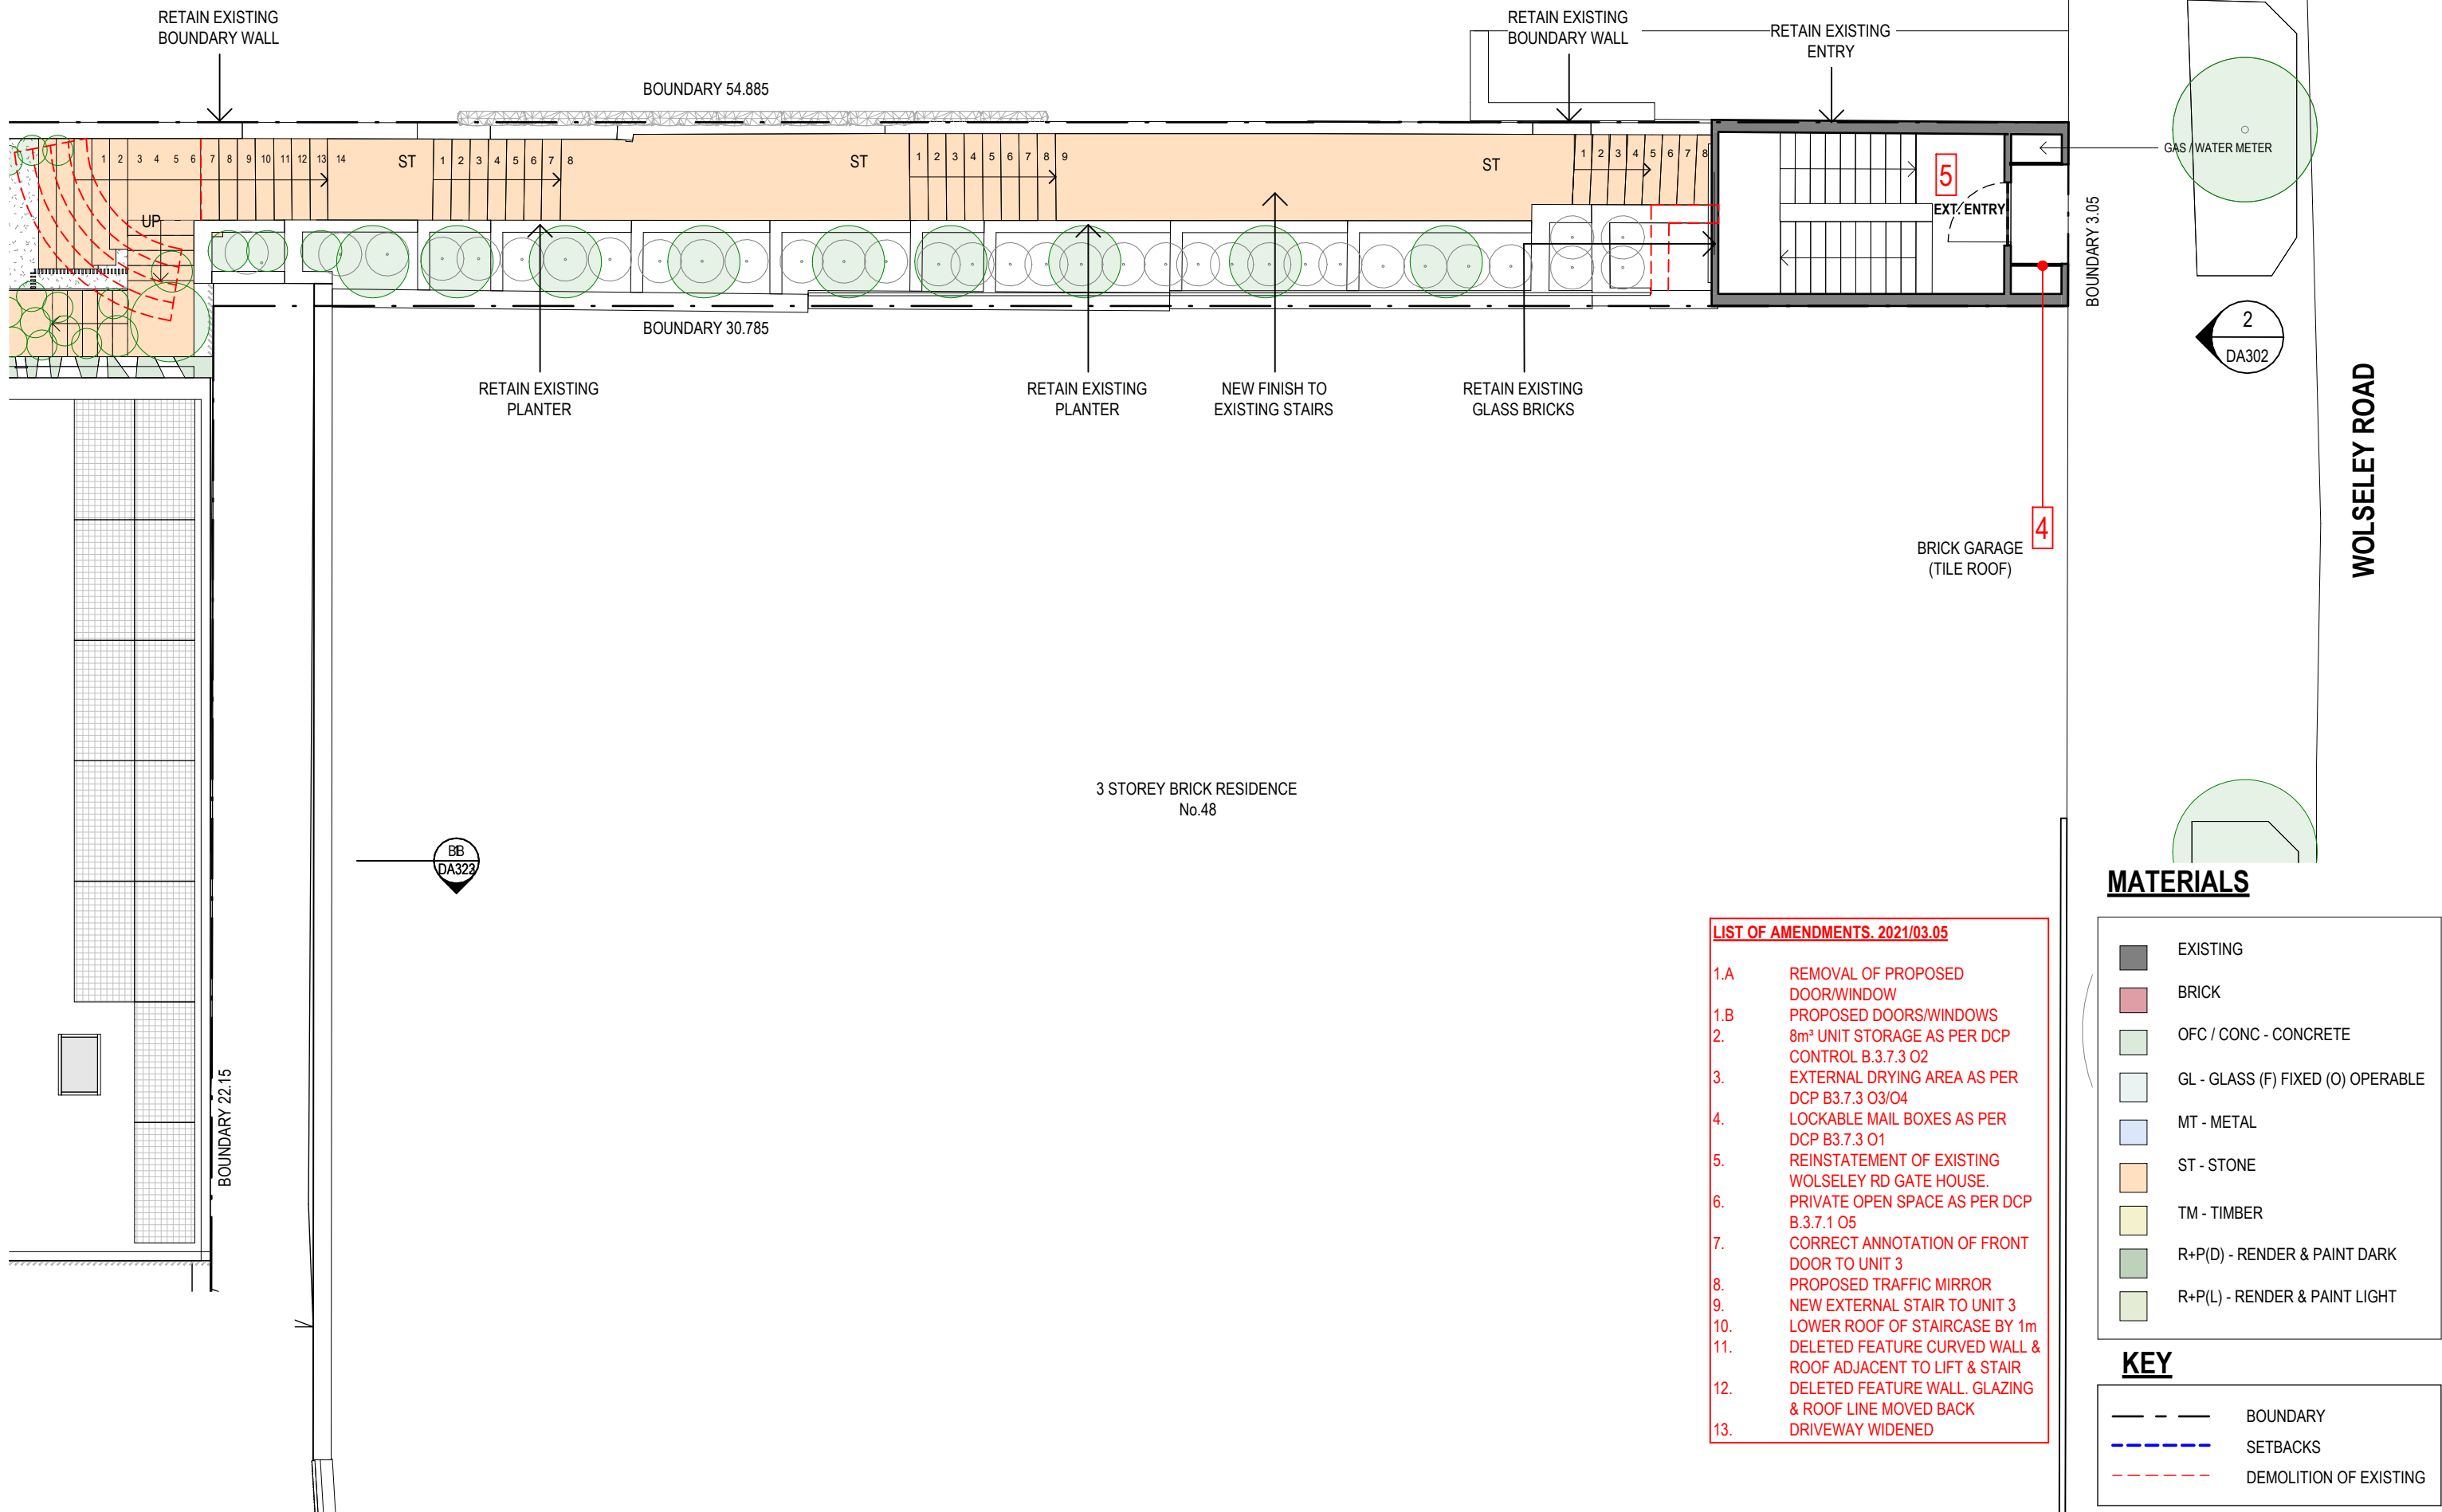 RETAIN EXISTING
BOUNDARY WALL
RETAIN EXISTING
BOUNDARY WALL
RETAIN EXISTING
ENTRY
BOUNDARY 54.885
1 2 3 4 5 6 7 8 9 10 11 12 13 14
ST
1 2 3 4 5 6 7 8
ST
1 2 3 4 5 6 7 8 9
ST
1 2 3 4 5 6 7 8
5
GAS / WATER METER
UP
EXT. ENTRY
BOUNDARY 3.05
BOUNDARY 30.785
2
DA302
RETAIN EXISTING
PLANTER
RETAIN EXISTING
PLANTER
NEW FINISH TO
EXISTING STAIRS
RETAIN EXISTING
GLASS BRICKS
WOLSELEY ROAD
4
BRICK GARAGE
(TILE ROOF)
3 STOREY BRICK RESIDENCE
No.48
BOUNDARY 22.15
LIST OF AMENDMENTS. 2021/03.05
1.A REMOVAL OF PROPOSED
DOOR/WINDOW
1.B PROPOSED DOORS/WINDOWS
2. 8m³ UNIT STORAGE AS PER DCP
CONTROL B.3.7.3 O2
3. EXTERNAL DRYING AREA AS PER
DCP B3.7.3 O3/O4
4. LOCKABLE MAIL BOXES AS PER
DCP B3.7.3 O1
5. REINSTATEMENT OF EXISTING
WOLSELEY RD GATE HOUSE.
6. PRIVATE OPEN SPACE AS PER DCP
B.3.7.1 O5
7. CORRECT ANNOTATION OF FRONT
DOOR TO UNIT 3
8. PROPOSED TRAFFIC MIRROR
9. NEW EXTERNAL STAIR TO UNIT 3
10. LOWER ROOF OF STAIRCASE BY 1m
11. DELETED FEATURE CURVED WALL &
ROOF ADJACENT TO LIFT & STAIR
12. DELETED FEATURE WALL. GLAZING
& ROOF LINE MOVED BACK
13. DRIVEWAY WIDENED
MATERIALS
EXISTING
BRICK
OFC / CONC - CONCRETE
GL - GLASS (F) FIXED (O) OPERABLE
MT - METAL
ST - STONE
TM - TIMBER
R+P(D) - RENDER & PAINT DARK
R+P(L) - RENDER & PAINT LIGHT
KEY
BOUNDARY
SETBACKS
DEMOLITION OF EXISTING